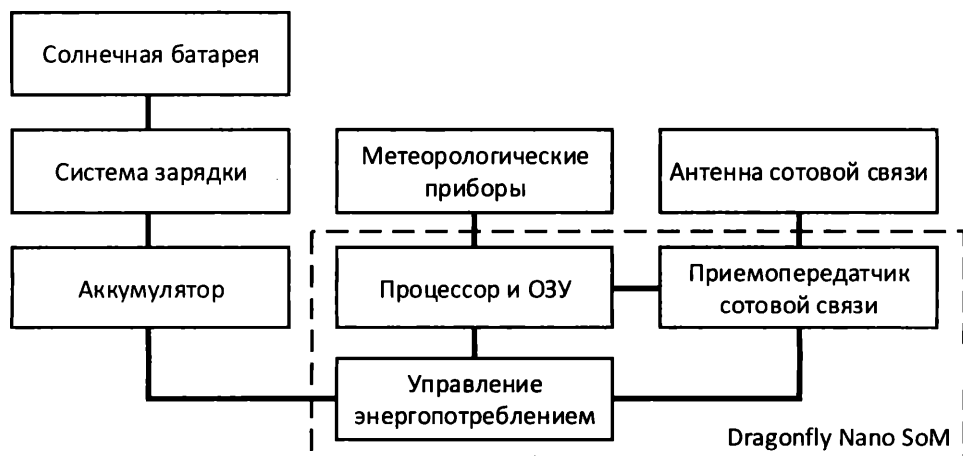 Солнечная батарея
Система зарядки
Метеорологические
приборы
Антенна сотовой связи
Аккумулятор
Процессор и ОЗУ
Приемопередатчик
сотовой связи
Управление
энергопотреблением
Dragonfly Nano SoM